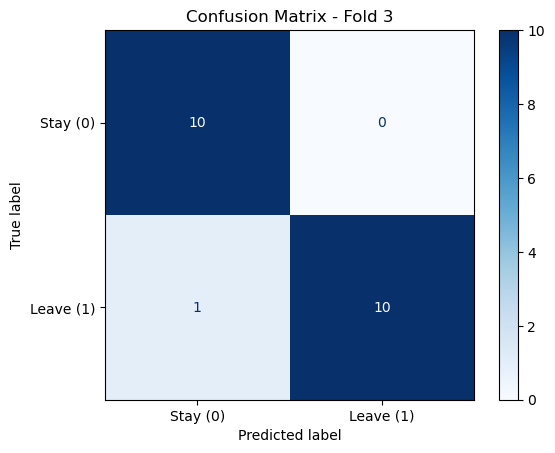 Confusion Matrix - Fold 3
True label
Stay (0)
10
0
Leave (1)
1
10
Stay (0)
Leave (1)
Predicted label
10
8
6
4
2
0